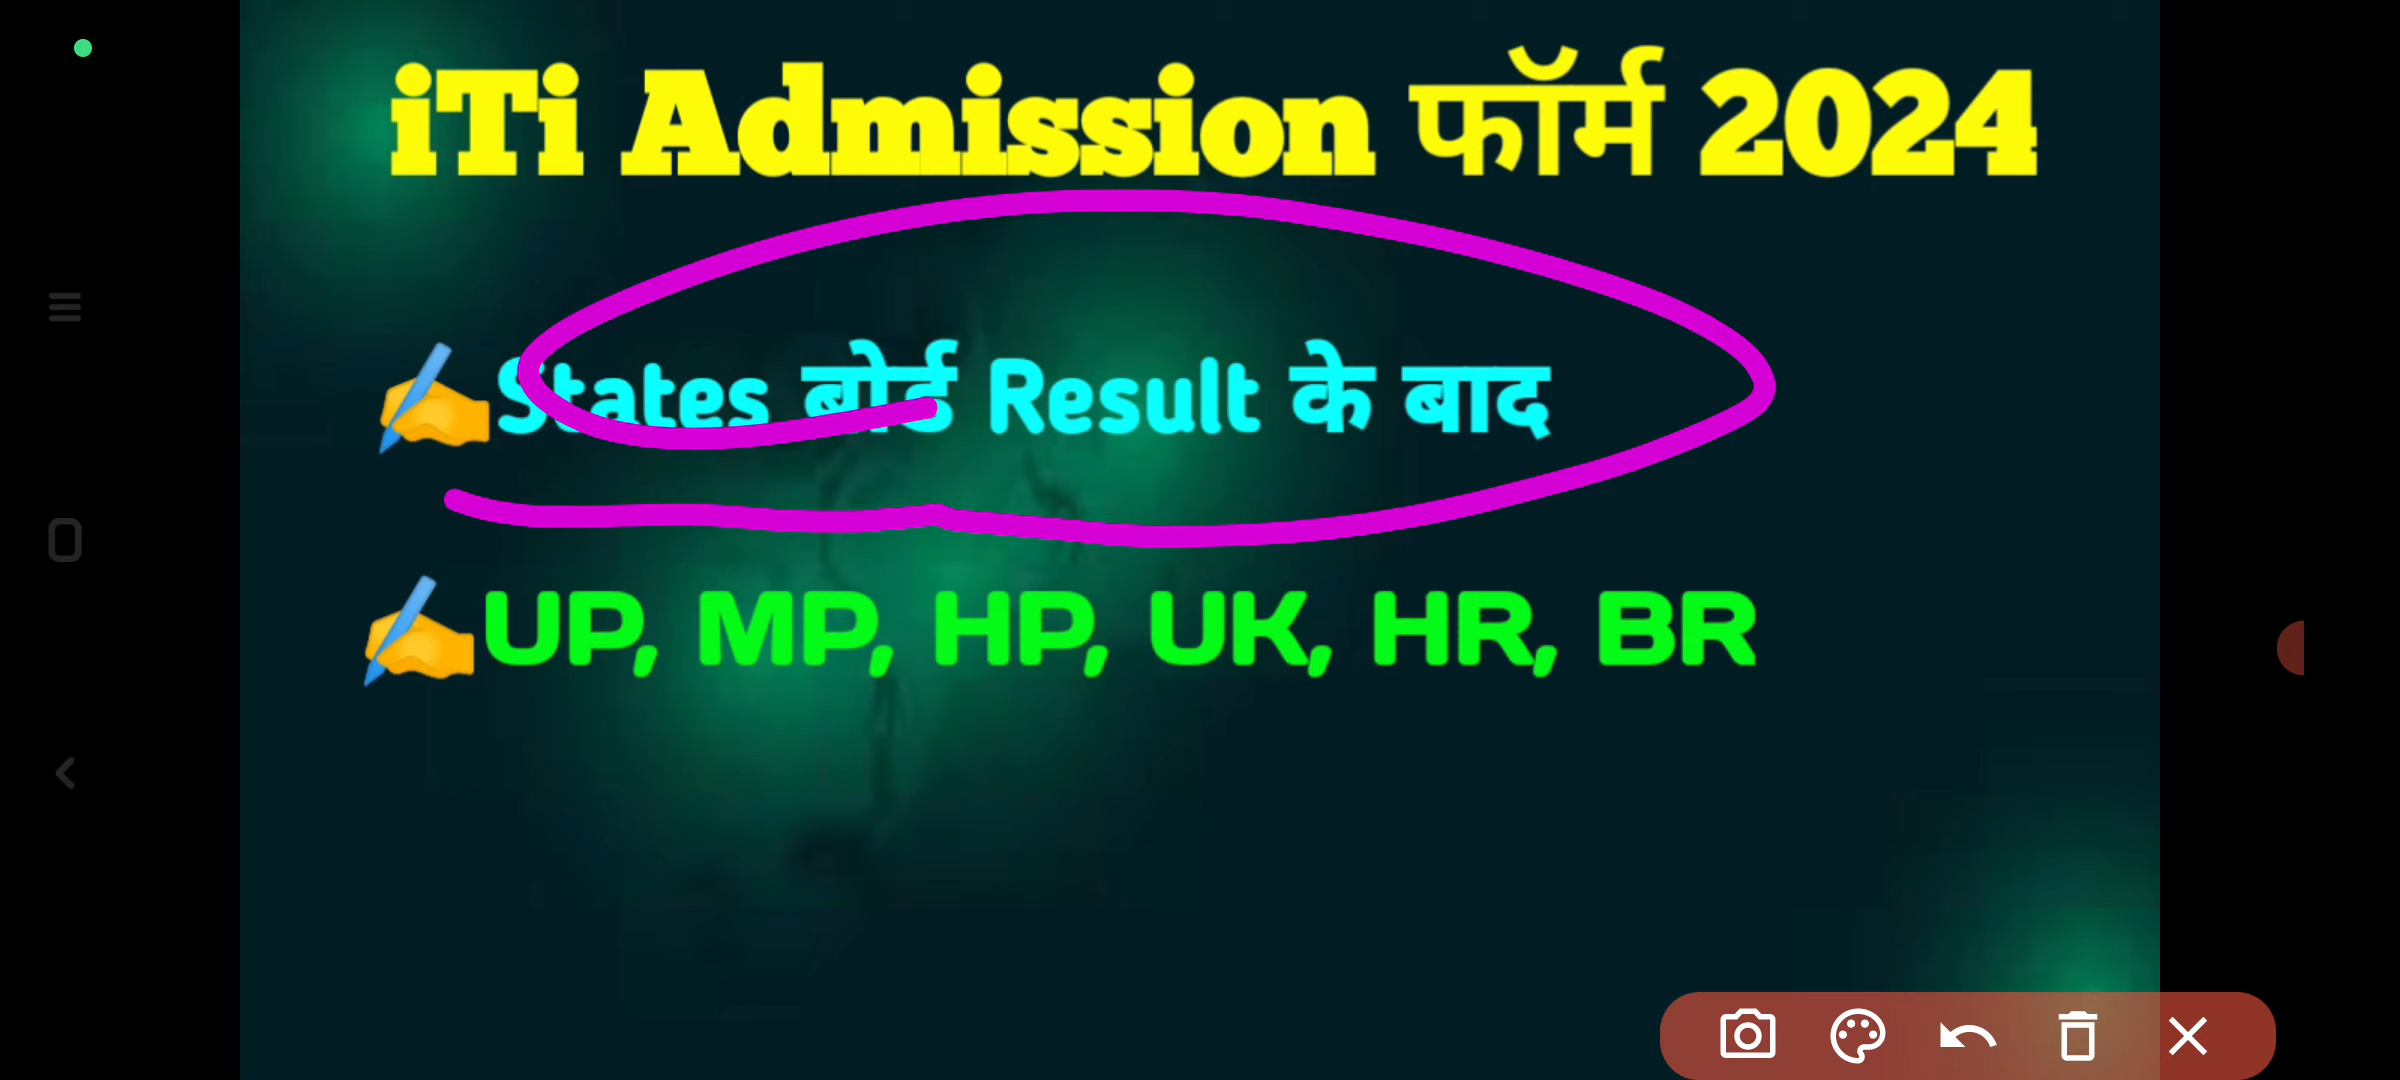 iTi Admission फॉर्म 2024
✍️States बोर्ड Result के बाद
✍️UP, MP, HP, UK, HR, BR